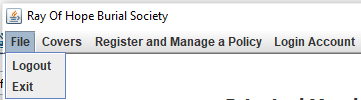 Ray Of Hope Burial Society
File Covers Register and Manage a Policy Login Account
Logout
Exit